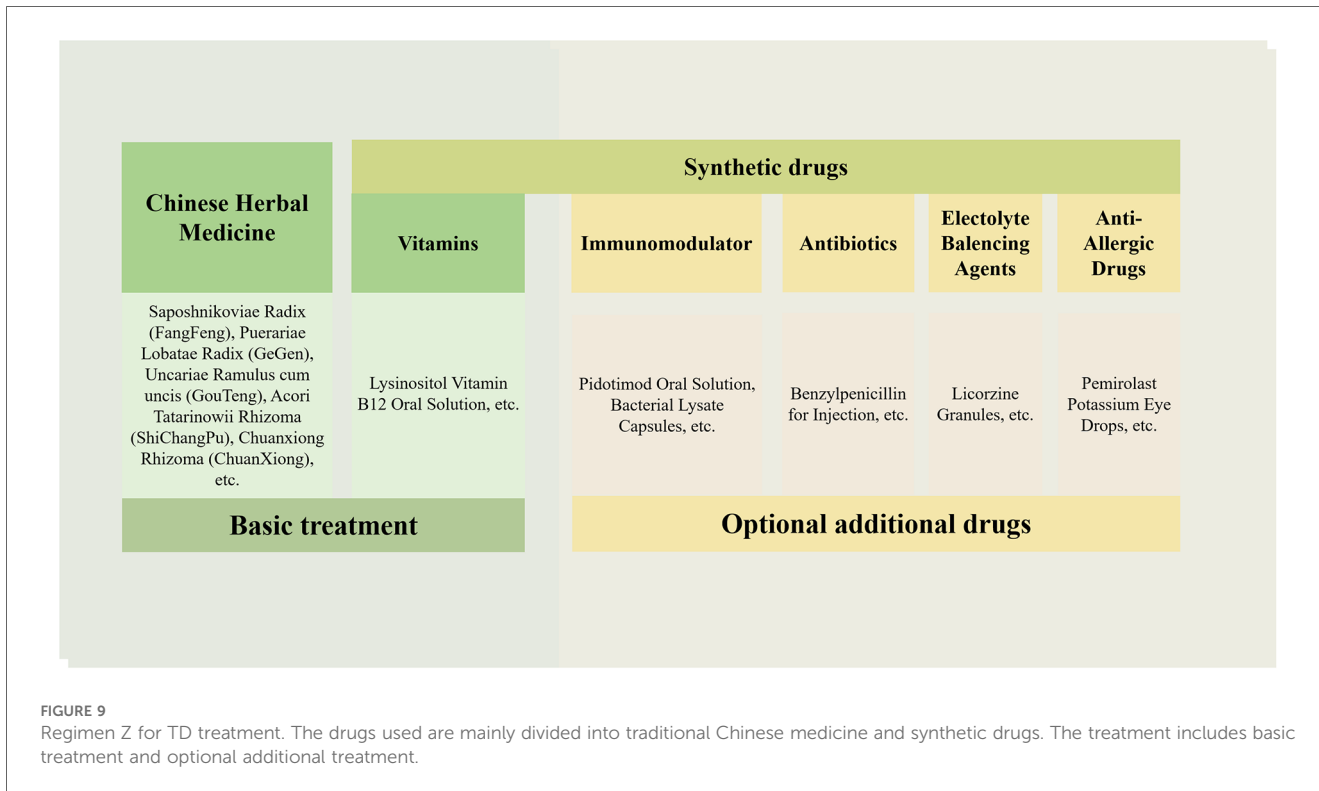 Chinese Herbal
Medicine
Synthetic drugs
Vitamins
Immunomodulator
Antibiotics
Electolyte
Balencing
Agents
Anti-
Allergic
Drugs
Saposhnikoviae Radix
(FangFeng), Puerariae
Lobatae Radix (GeGen),
Uncariae Ramulus cum
uncis (GouTeng), Acori
Tatarinowii Rhizoma
(ShiChangPu), Chuanxiong
Rhizoma (ChuanXiong),
etc.
Lysinositol Vitamin
B12 Oral Solution, etc.
Pidotimod Oral Solution,
Bacterial Lysate
Capsules, etc.
Benzylpenicillin
for Injection, etc.
Licorzine
Granules, etc.
Pemirolast
Potassium Eye
Drops, etc.
Basic treatment
Optional additional drugs
FIGURE 9
Regimen Z for TD treatment. The drugs used are mainly divided into traditional Chinese medicine and synthetic drugs. The treatment includes basic
treatment and optional additional treatment.